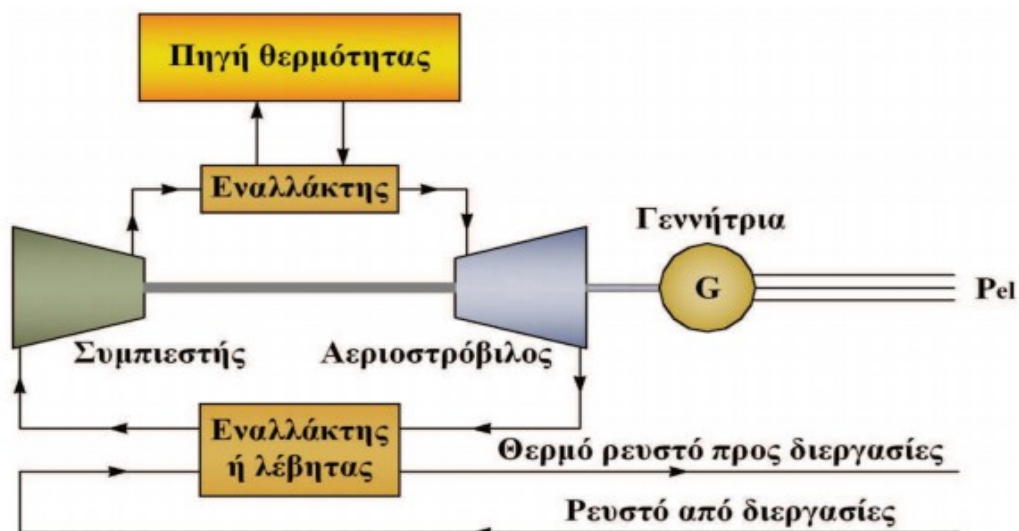 Πηγή θερμότητας
Εναλλάκτης
Γεννήτρια
G
Pel
Συμπιεστής
Αεριοστρόβιλος
Εναλλάκτης
ή λέβητας
Θερμό ρευστό προς διεργασίες
Ρευστό από διεργασίες